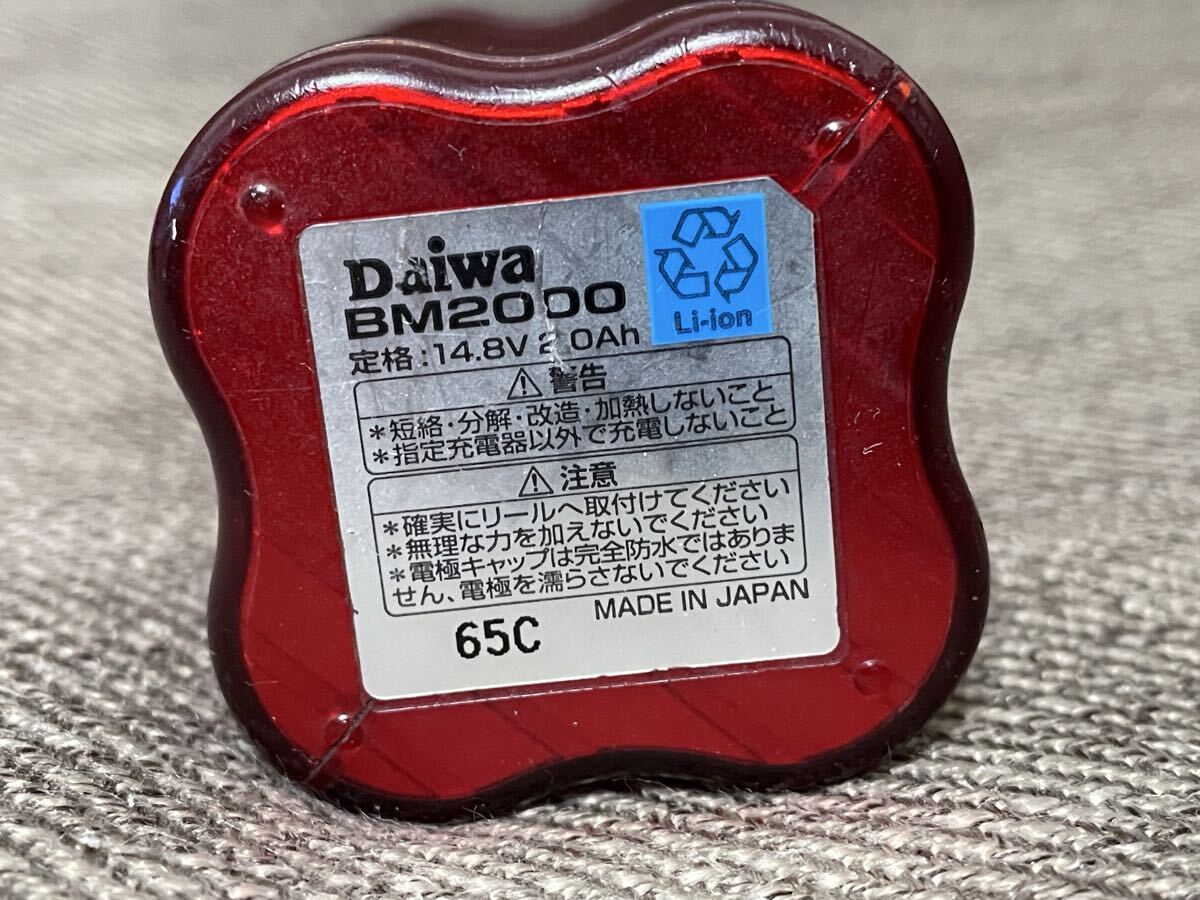 Daiwa
BM2000
Li-ion
定格:14.8V 2.0Ah
警告
*短絡・分解・改造・加熱しないこと
*指定充電器以外で充電しないこと
注意
*確実にリールへ取付けてください
*無理な力を加えないでください
*電極キャップは完全防水ではありま
せん、電極を濡らさないでください
MADE IN JAPAN
65C